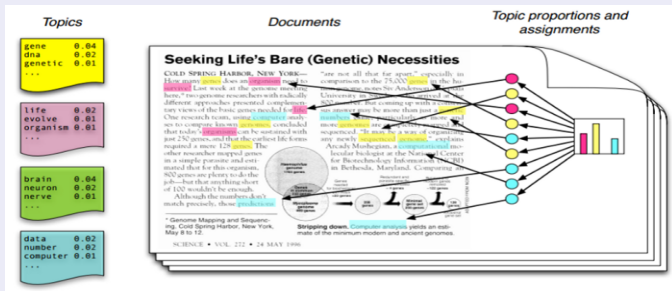 Topics
gene 0.04
dna 0.02
genetic 0.01
...
life 0.02
evolve 0.01
organism 0.01
...
brain 0.04
neuron 0.02
nerve 0.01
...
data 0.02
number 0.02
computer 0.01
...
Documents
Seeking Life's Bare (Genetic) Necessities
COLD SPRING HARBOR, NEW YORK—
How many genes does an organism need to
survive? Last week at the genome meeting
here,* two genome researchers with radically
different approaches presented complemen-
tary views of the basic genes needed for life.
One research team, using computer analy-
ses to compare known genomes, concluded
that today's organisms can be sustained with
just 250 genes, and that the earliest life forms
required a mere 128 genes. The
other researcher mapped genes
in a simple parasite and esti-
mated that for this organism,
800 genes are plenty to do the
job—but that anything short
of 100 wouldn't be enough.
Although the numbers don't
match precisely, those predictions
* Genome Mapping and Sequenc-
ing, Cold Spring Harbor, New York,
May 8 to 12.
SCIENCE • VOL. 272 • 24 MAY 1996
"are not all that far apart," especially in
comparison to the 75,000 genes in the hu-
University in
800 number. But coming up with a
more genomes are
sequenced. "It may be a way of organizing
any newly sequenced genome," explains
Arcady Mushegian, a computational mo-
lecular biologist at the National Center
for Biotechnology Information (NCBI)
in Bethesda, Maryland. Comparing an
Stripping down. Computer analysis yields an esti-
mate of the minimum modern and ancient genomes.
Topic proportions and
assignments